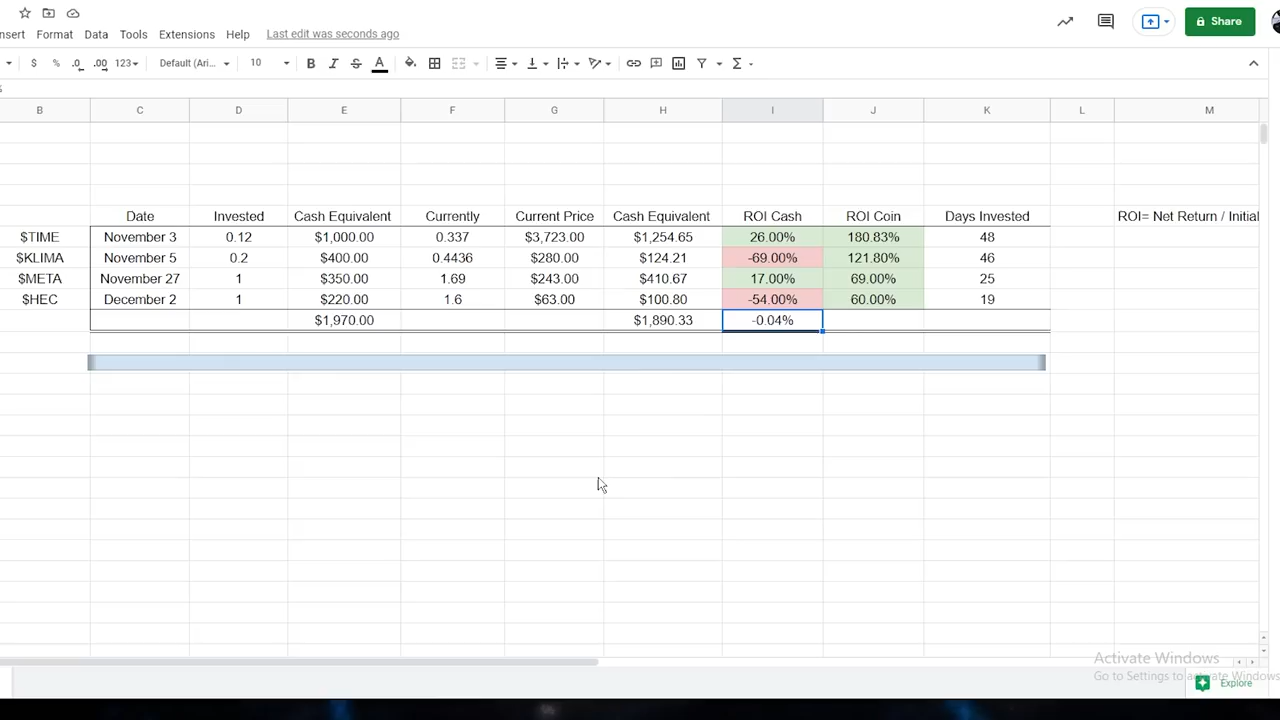 nsert Format Data Tools Extensions Help Last edit was seconds ago Share
$ % .0 .00 123 Default (Ari... 10 B I S A
B C D E F G H I J K L M
Date Invested Cash Equivalent Currently Current Price Cash Equivalent ROI Cash ROI Coin Days Invested ROI= Net Return / Initial
$TIME November 3 0.12 $1,000.00 0.337 $3,723.00 $1,254.65 26.00% 180.83% 48
$KLIMA November 5 0.2 $400.00 0.4436 $280.00 $124.21 -69.00% 121.80% 46
$META November 27 1 $350.00 1.69 $243.00 $410.67 17.00% 69.00% 25
$HEC December 2 1 $220.00 1.6 $63.00 $100.80 -54.00% 60.00% 19
$1,970.00 $1,890.33 -0.04%
Activate Windows
Go to Settings to activate Windows
Explore